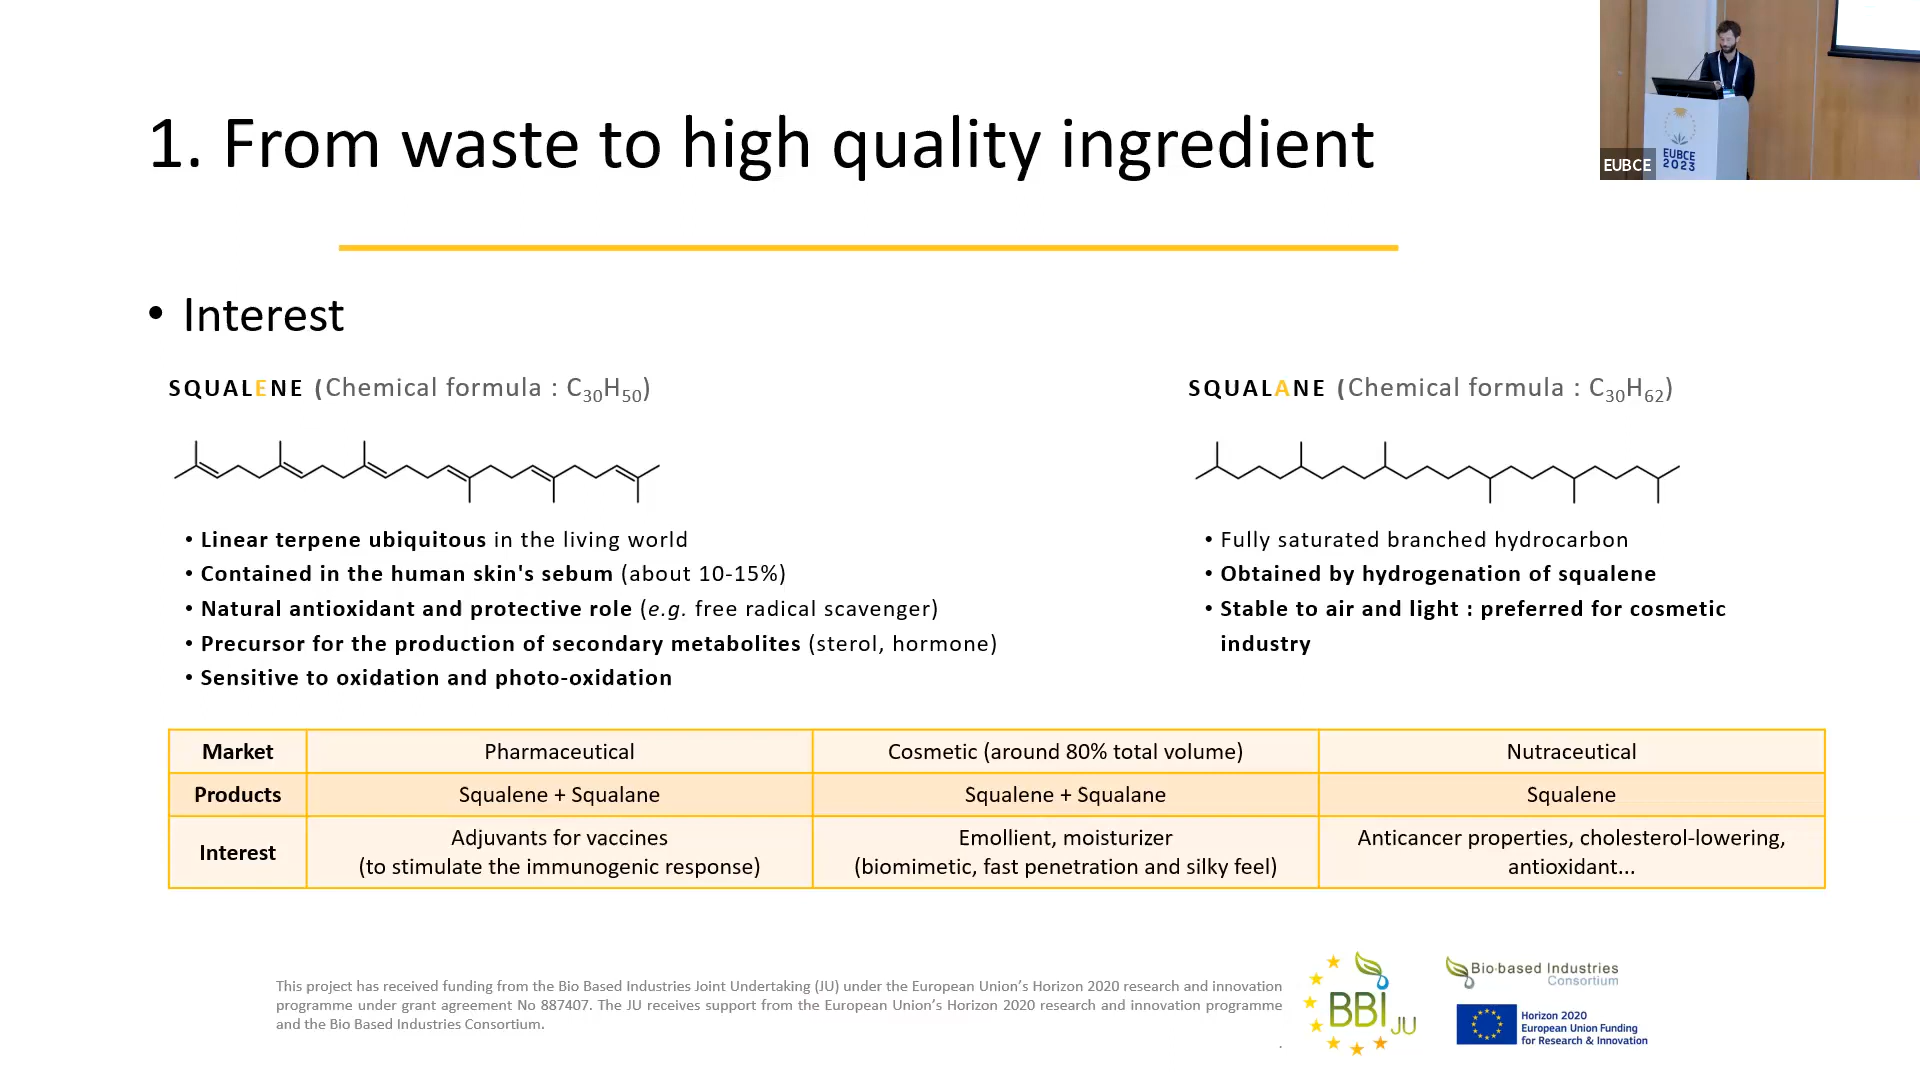 1. From waste to high quality ingredient
EUBCE
EUBCE
2023
• Interest
SQUALENE (Chemical formula : C30H50)
SQUALANE (Chemical formula : C30H62)
• Linear terpene ubiquitous in the living world
• Contained in the human skin's sebum (about 10-15%)
• Natural antioxidant and protective role (e.g. free radical scavenger)
• Precursor for the production of secondary metabolites (sterol, hormone)
• Sensitive to oxidation and photo-oxidation
• Fully saturated branched hydrocarbon
• Obtained by hydrogenation of squalene
• Stable to air and light : preferred for cosmetic
industry
Market Pharmaceutical Cosmetic (around 80% total volume) Nutraceutical
Products Squalene + Squalane Squalene + Squalane Squalene
Interest Adjuvants for vaccines
(to stimulate the immunogenic response)
Emollient, moisturizer
(biomimetic, fast penetration and silky feel)
Anticancer properties, cholesterol-lowering,
antioxidant...
This project has received funding from the Bio Based Industries Joint Undertaking (JU) under the European Union's Horizon 2020 research and innovation
programme under grant agreement No 887407. The JU receives support from the European Union's Horizon 2020 research and innovation programme
and the Bio Based Industries Consortium.
.
BBI JU
Bio-based Industries
Consortium
Horizon 2020
European Union Funding
for Research & Innovation